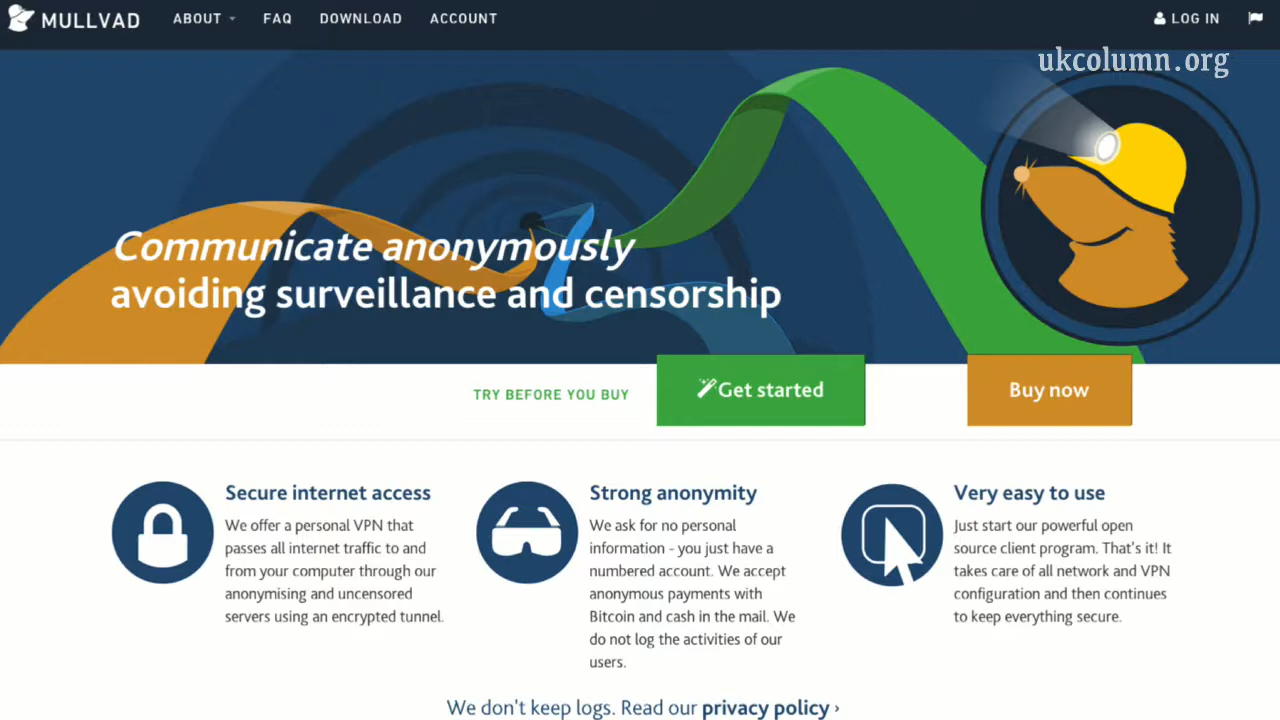 MULLVAD
ABOUT
FAQ
DOWNLOAD
ACCOUNT
LOG IN
ukcolumn.org
Communicate anonymously
avoiding surveillance and censorship
TRY BEFORE YOU BUY
Get started
Buy now
Secure internet access
We offer a personal VPN that
passes all internet traffic to and
from your computer through our
anonymising and uncensored
servers using an encrypted tunnel.
Strong anonymity
We ask for no personal
information - you just have a
numbered account. We accept
anonymous payments with
Bitcoin and cash in the mail. We
do not log the activities of our
users.
Very easy to use
Just start our powerful open
source client program. That's it! It
takes care of all network and VPN
configuration and then continues
to keep everything secure.
We don't keep logs. Read our privacy policy ›